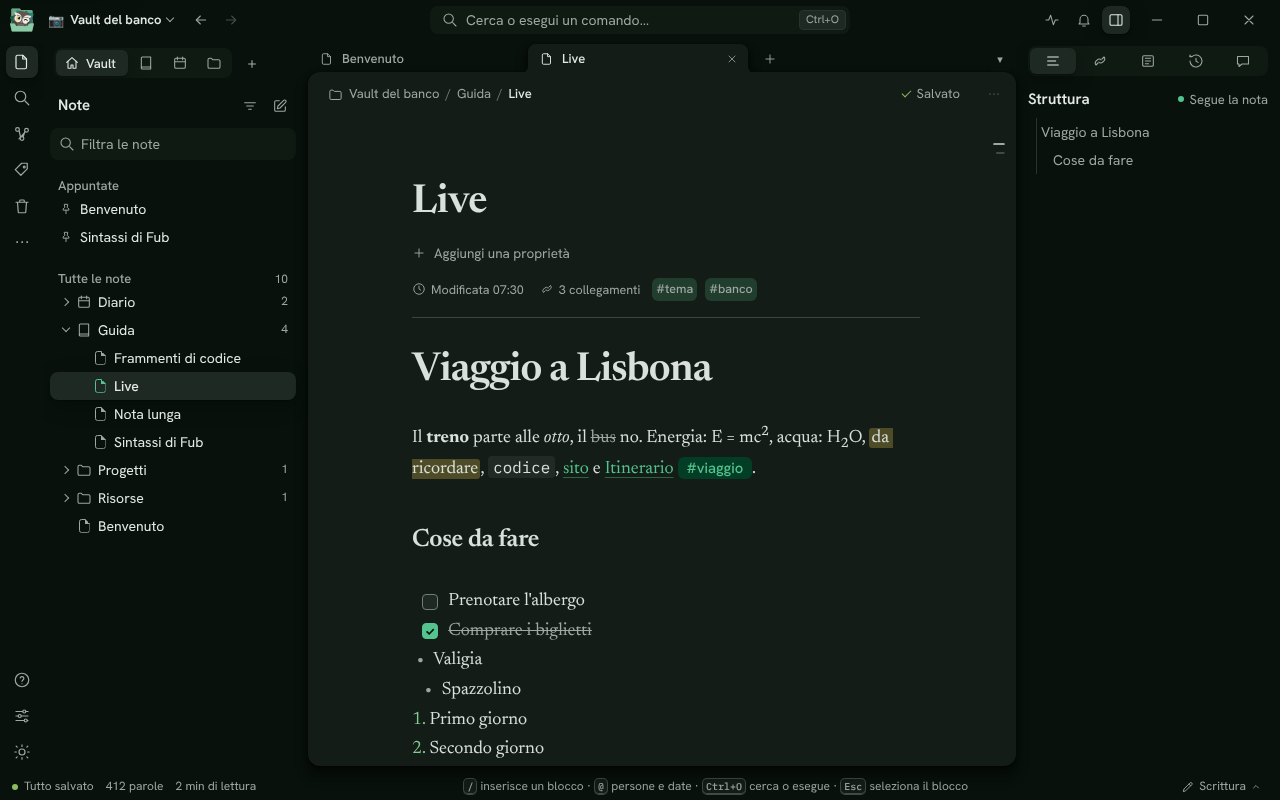 Vault del banco
Cerca o esegui un comando...
Ctrl+O
Vault
Benvenuto
Live
Note
Vault del banco / Guida / Live
Salvato
Struttura
Segue la nota
Filtra le note
Viaggio a Lisbona
Cose da fare
Appuntate
Benvenuto
Sintassi di Fub
Tutte le note 10
Diario 2
Guida 4
Frammenti di codice
Live
Nota lunga
Sintassi di Fub
Progetti 1
Risorse 1
Benvenuto
Live
Aggiungi una proprietà
Modificata 07:30 3 collegamenti #tema #banco
Viaggio a Lisbona
Il treno parte alle otto, il bus no. Energia: E = mc², acqua: H₂O, da
ricordare, codice, sito e Itinerario #viaggio.
Cose da fare
Prenotare l'albergo
Comprare i biglietti
Valigia
Spazzolino
1. Primo giorno
2. Secondo giorno
Tutto salvato 412 parole 2 min di lettura
/ inserisce un blocco · @ persone e date · Ctrl+O cerca o esegue · Esc seleziona il blocco
Scrittura